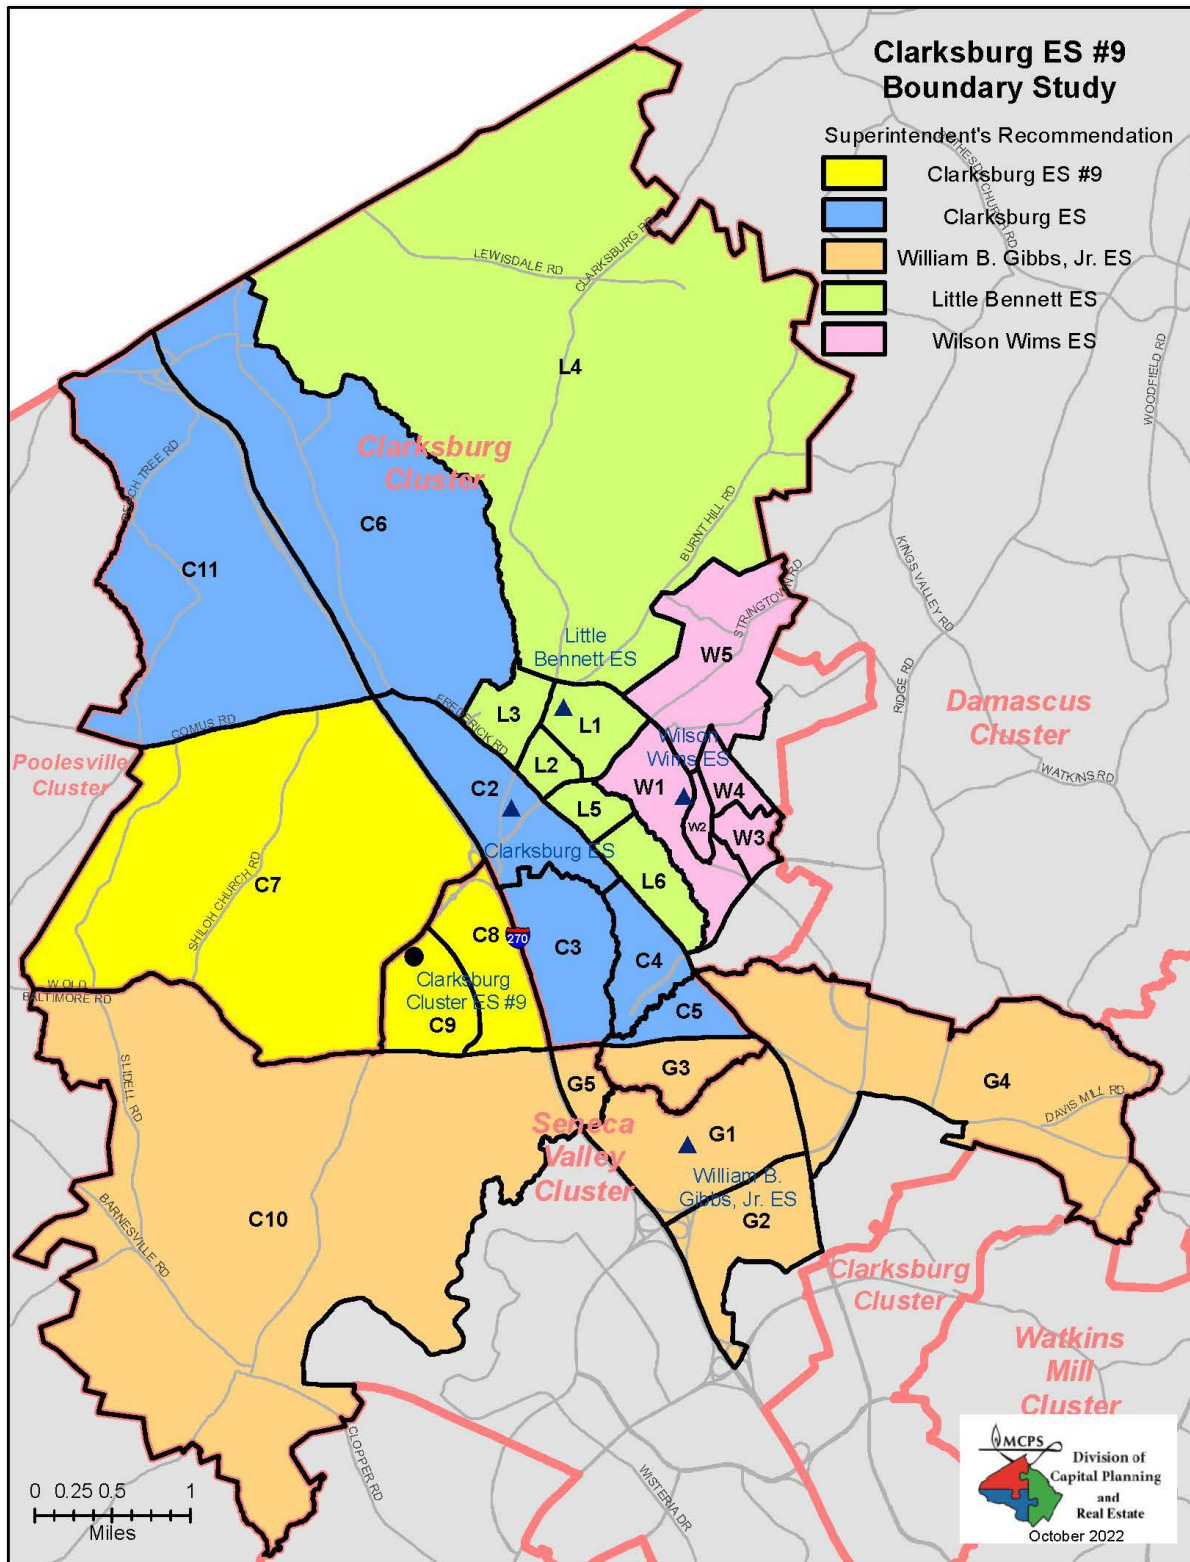 Clarksburg ES #9
Boundary Study
Superintendent's Recommendation
Clarksburg ES #9
Clarksburg ES
William B. Gibbs, Jr. ES
Little Bennett ES
Wilson Wims ES
BETHESDA CHURCH RD
WOODFIELD RD
LEWISDALE RD
CLARKSBURG RD
L4
Clarksburg
Cluster
BEECH TREE RD
C6
C11
BURNT HILL RD
KINGS VALLEY RD
STRINGTOWN RD
W5
Little
Bennett ES
RIDGE RD
Damascus
Cluster
WATKINS RD
COMUS RD
Poolesville
Cluster
FREDERICK RD
L3
L1
L2
Wilson
Wims ES
W1
W4
W2
W3
C2
L5
Clarksburg ES
L6
SHILOH CHURCH RD
C7
C8
270
C3
C4
C5
Clarksburg
Cluster ES #9
C9
W OLD
BALTIMORE RD
SLIDELL RD
G5
G3
G4
DAVIS MILL RD
Seneca
Valley
Cluster
G1
William B.
Gibbs, Jr. ES
G2
BARNESVILLE RD
C10
Clarksburg
Cluster
Watkins
Mill
Cluster
CLOPPER RD
WISTERIA DR
0 0.25 0.5 1
Miles
MCPS
Division of
Capital Planning
and
Real Estate
October 2022